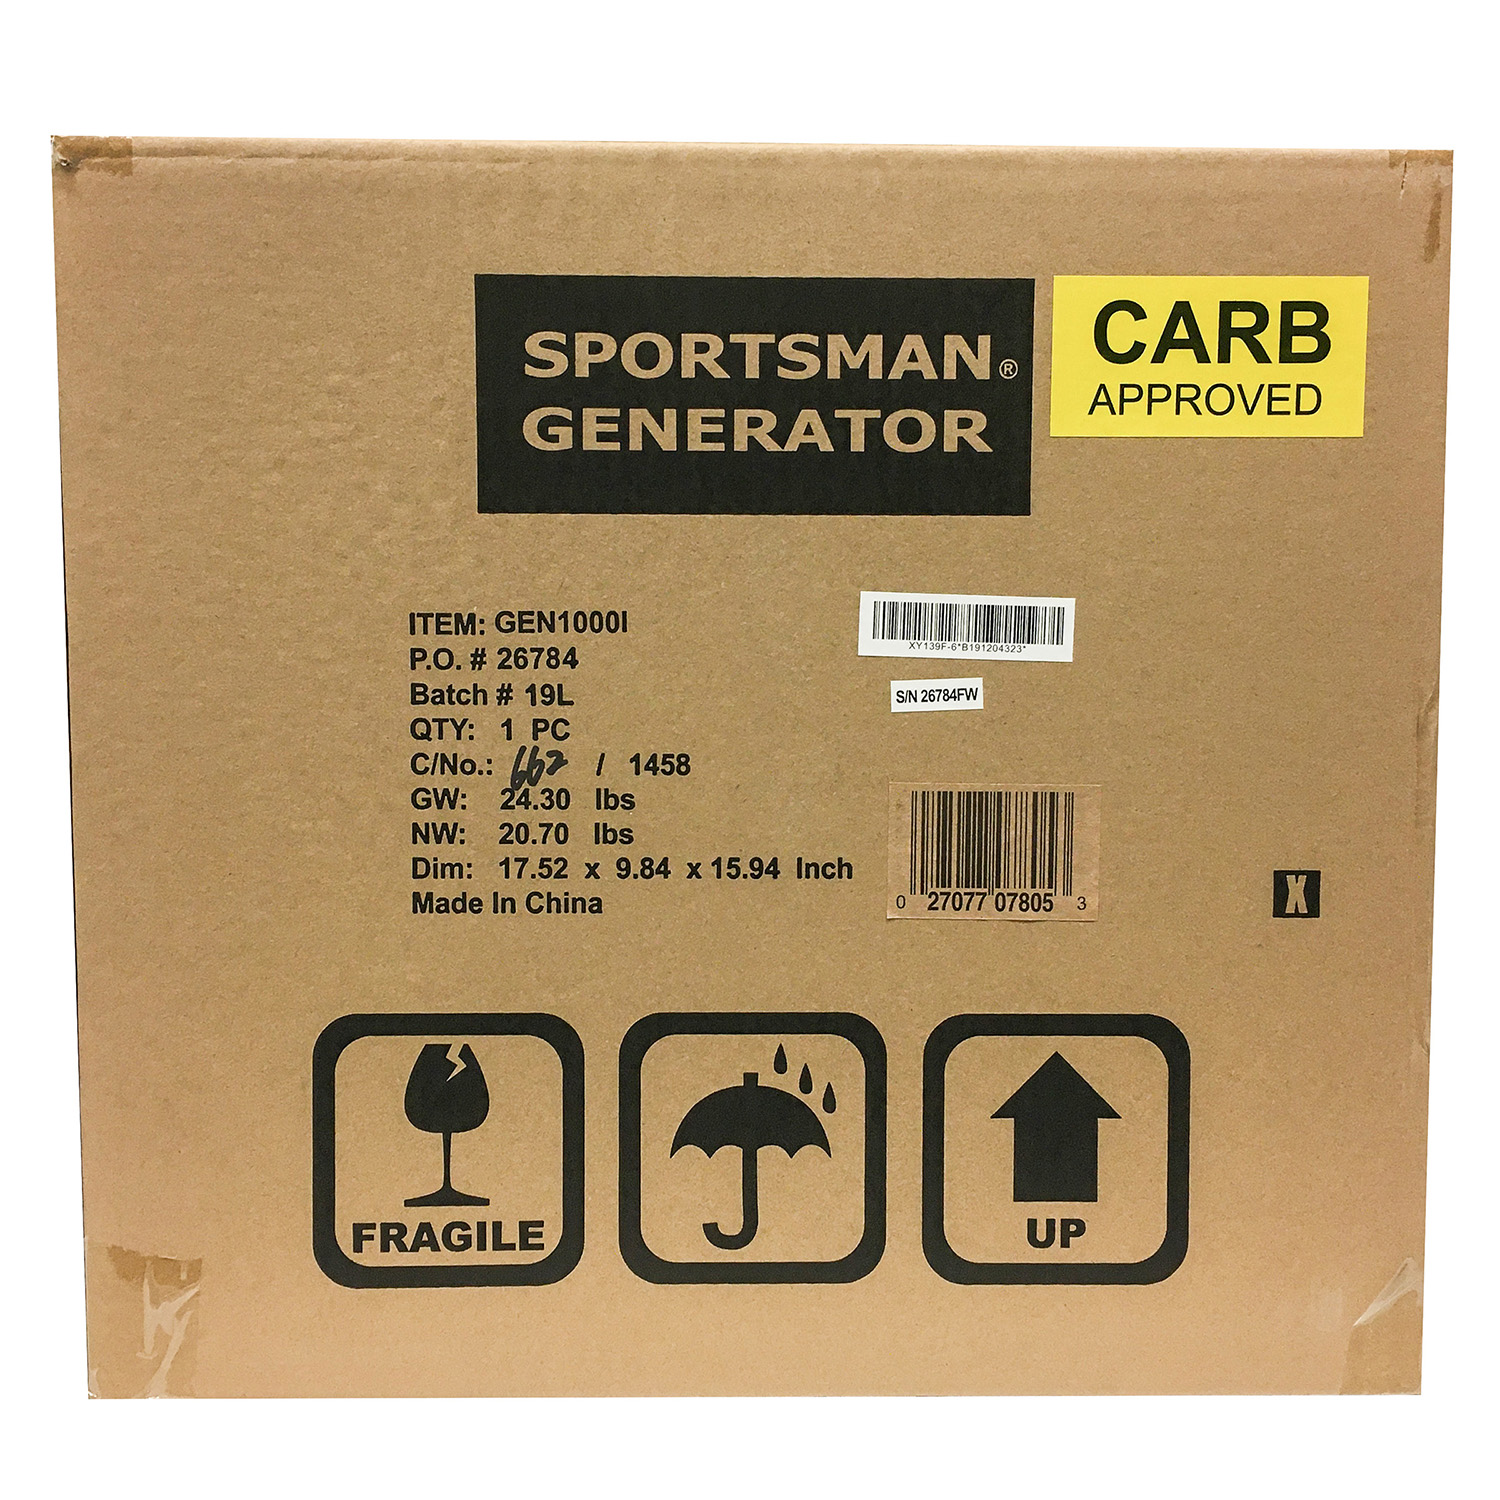 SPORTSMAN®
GENERATOR
CARB
APPROVED
ITEM: GEN1000I
P.O. # 26784
Batch # 19L
QTY: 1 PC
C/No.: 662 / 1458
GW: 24.30 lbs
NW: 20.70 lbs
Dim: 17.52 x 9.84 x 15.94 Inch
Made In China
XY139F-6*B191204323*
S/N 26784FW
0 27077 07805 3
X
FRAGILE
UP